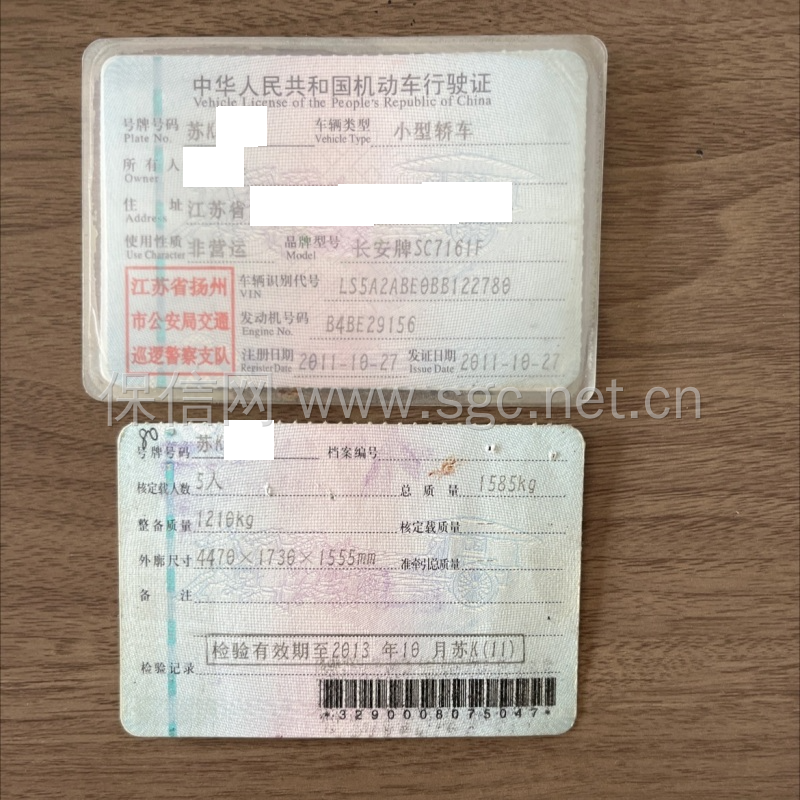 中华人民共和国机动车行驶证
Vehicle License of the People's Republic of China
号牌号码 苏K 车辆类型 小型轿车
Plate No. Vehicle Type
所有人
Owner
住址 江苏省
Address
使用性质 非营运 品牌型号 长安牌SC7161F
Use Character Model
江苏省扬州
市公安局交通
巡逻警察支队
车辆识别代号 LS5A2ABE0BB122780
VIN
发动机号码 B4BE29156
Engine No.
注册日期 2011-10-27 发证日期 2011-10-27
Register Date Issue Date
保信网 www.sgc.net.cn
号牌号码 苏K 档案编号
核定载人数 5人 总质量 1585kg
整备质量 1210kg 核定载质量 --
外廓尺寸 4470×1730×1555mm 准牵引总质量 --
备注
检验记录 检验有效期至2013年10月苏K(11)
*3290008075047*